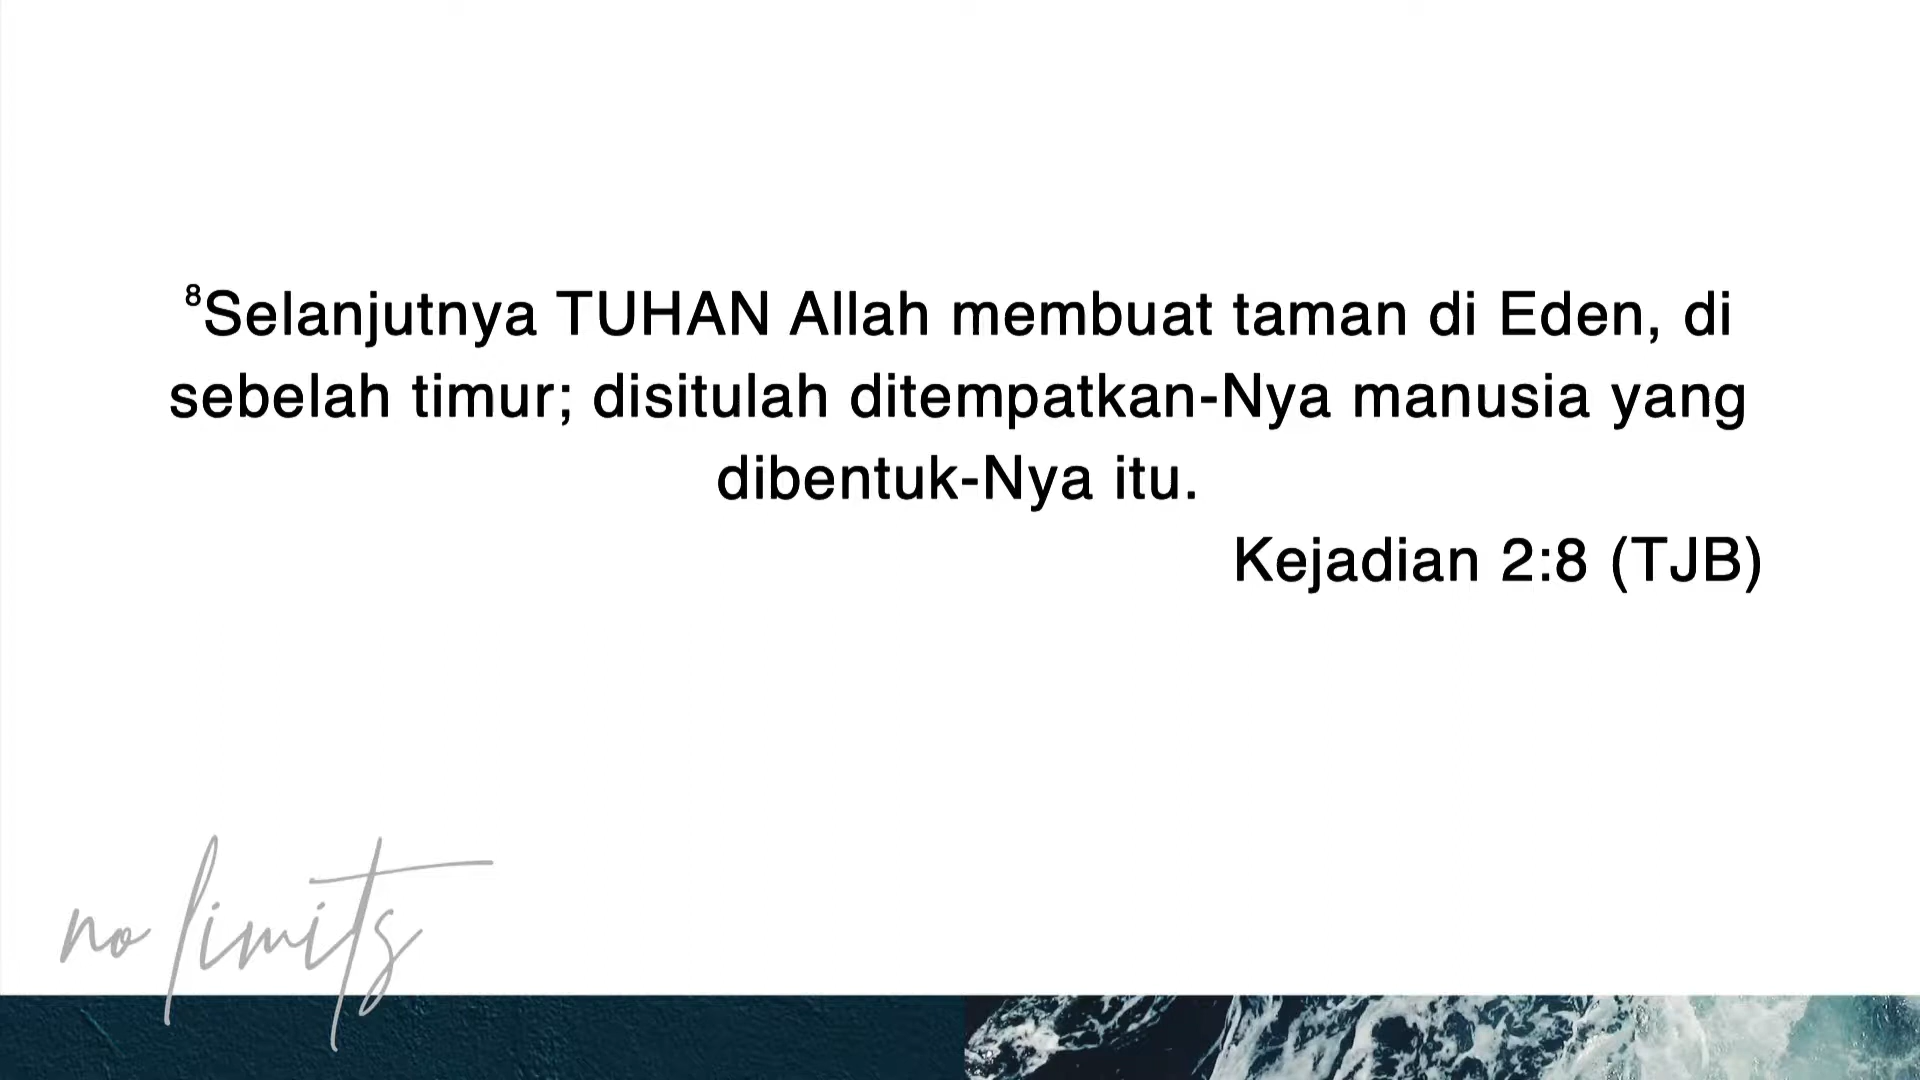 ⁸Selanjutnya TUHAN Allah membuat taman di Eden, di
sebelah timur; disitulah ditempatkan-Nya manusia yang
dibentuk-Nya itu.
Kejadian 2:8 (TJB)
no limits